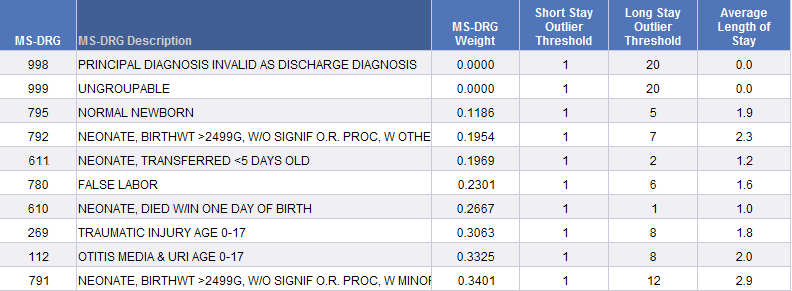 MS-DRG MS-DRG Description MS-DRG Weight Short Stay Outlier Threshold Long Stay Outlier Threshold Average Length of Stay
998 PRINCIPAL DIAGNOSIS INVALID AS DISCHARGE DIAGNOSIS 0.0000 1 20 0.0
999 UNGROUPABLE 0.0000 1 20 0.0
795 NORMAL NEWBORN 0.1186 1 5 1.9
792 NEONATE, BIRTHWT >2499G, W/O SIGNIF O.R. PROC, W OTHE 0.1954 1 7 2.3
611 NEONATE, TRANSFERRED <5 DAYS OLD 0.1969 1 2 1.2
780 FALSE LABOR 0.2301 1 6 1.6
610 NEONATE, DIED W/IN ONE DAY OF BIRTH 0.2667 1 1 1.0
269 TRAUMATIC INJURY AGE 0-17 0.3063 1 8 1.8
112 OTITIS MEDIA & URI AGE 0-17 0.3325 1 8 2.0
791 NEONATE, BIRTHWT >2499G, W/O SIGNIF O.R. PROC, W MINOR 0.3401 1 12 2.9